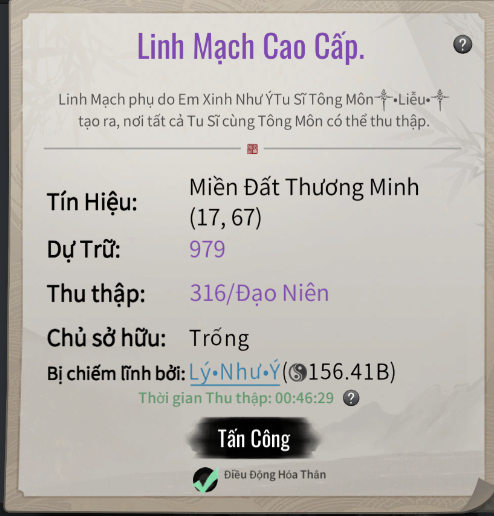 Linh Mạch Cao Cấp.
Linh Mạch phụ do Em Xinh Như ÝTu Sĩ Tông Môn༒•Liễu•༒
tạo ra, nơi tất cả Tu Sĩ cùng Tông Môn có thể thu thập.
Tín Hiệu: Miền Đất Thương Minh
(17, 67)
Dự Trữ: 979
Thu thập: 316/Đạo Niên
Chủ sở hữu: Trống
Bị chiếm lĩnh bởi: Lý•Như•Ý(156.41B)
Thời gian Thu thập: 00:46:29 ?
Tấn Công
Điều Động Hóa Thân